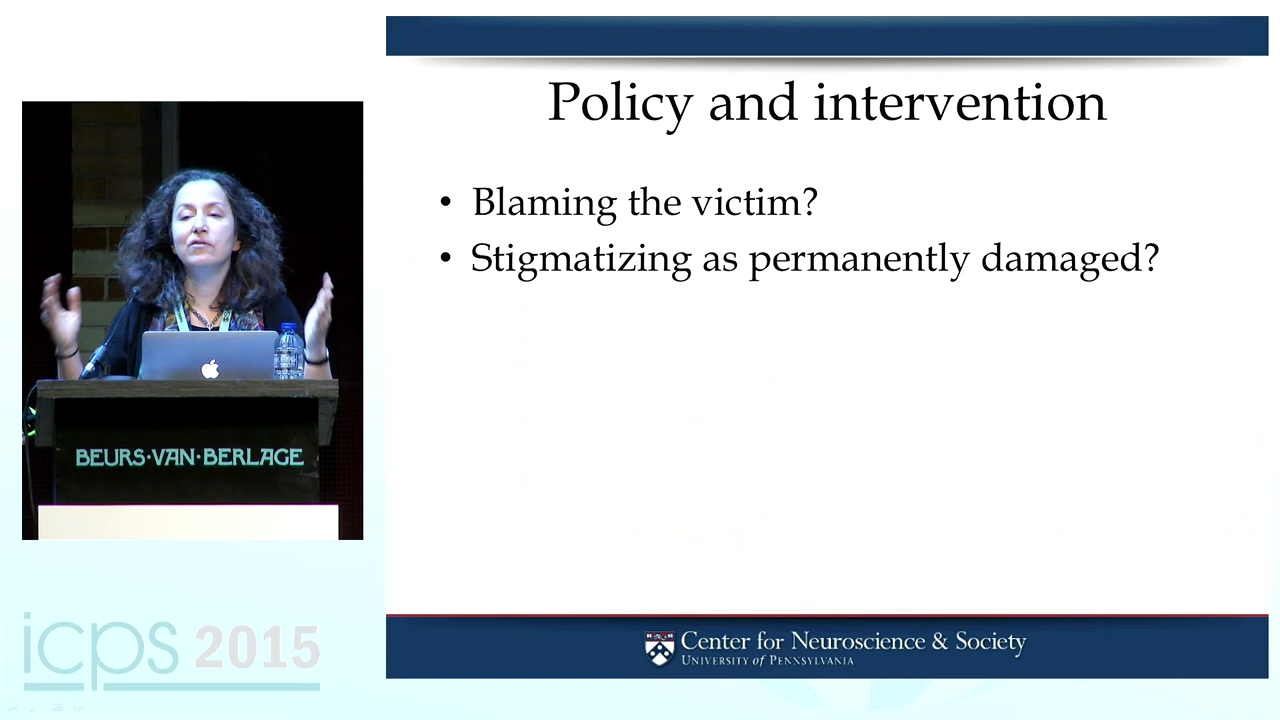 Policy and intervention
• Blaming the victim?
• Stigmatizing as permanently damaged?
BEURS·VAN·BERLAGE
icps 2015
Center for Neuroscience & Society
UNIVERSITY of PENNSYLVANIA